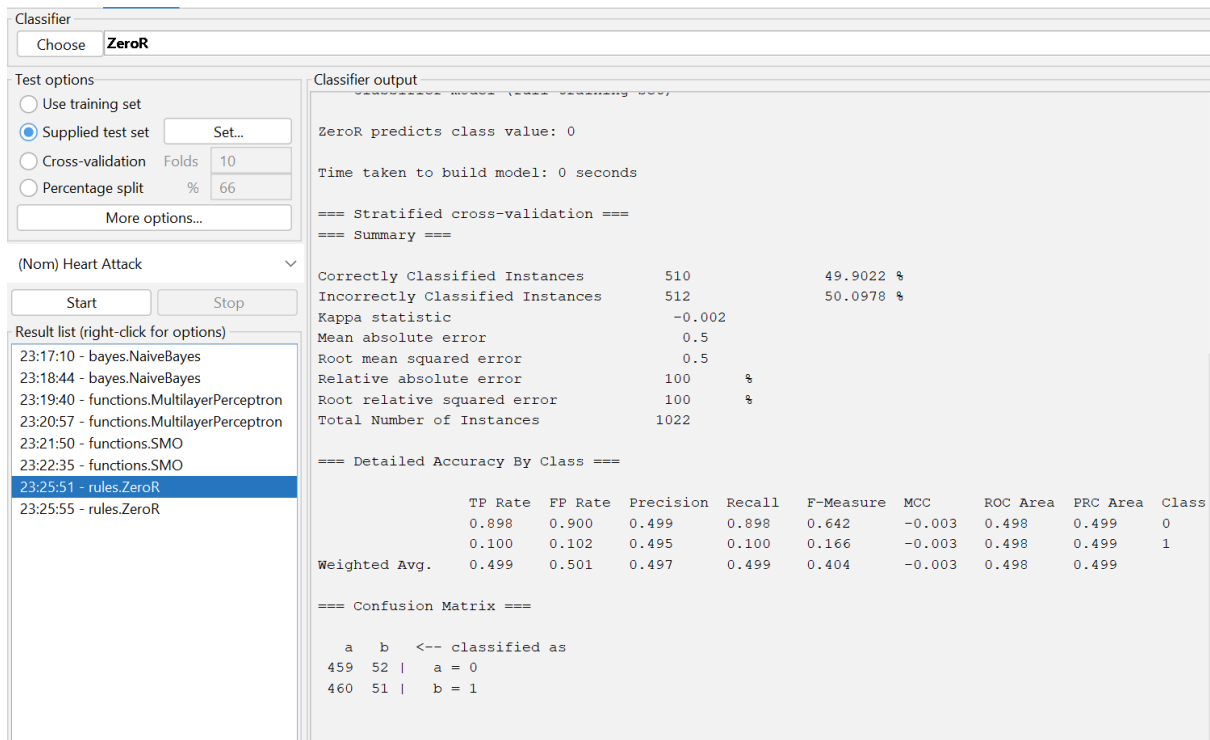 Classifier
Choose ZeroR
Test options
Use training set
Supplied test set Set...
Cross-validation Folds 10
Percentage split % 66
More options...
(Nom) Heart Attack
Start Stop
Result list (right-click for options)
23:17:10 - bayes.NaiveBayes
23:18:44 - bayes.NaiveBayes
23:19:40 - functions.MultilayerPerceptron
23:20:57 - functions.MultilayerPerceptron
23:21:50 - functions.SMO
23:22:35 - functions.SMO
23:25:51 - rules.ZeroR
23:25:55 - rules.ZeroR
Classifier output
ZeroR predicts class value: 0
Time taken to build model: 0 seconds
=== Stratified cross-validation ===
=== Summary ===
Correctly Classified Instances 510 49.9022 %
Incorrectly Classified Instances 512 50.0978 %
Kappa statistic -0.002
Mean absolute error 0.5
Root mean squared error 0.5
Relative absolute error 100 %
Root relative squared error 100 %
Total Number of Instances 1022
=== Detailed Accuracy By Class ===
TP Rate FP Rate Precision Recall F-Measure MCC ROC Area PRC Area Class
0.898 0.900 0.499 0.898 0.642 -0.003 0.498 0.499 0
0.100 0.102 0.495 0.100 0.166 -0.003 0.498 0.499 1
Weighted Avg. 0.499 0.501 0.497 0.499 0.404 -0.003 0.498 0.499
=== Confusion Matrix ===
a b <-- classified as
459 52 | a = 0
460 51 | b = 1